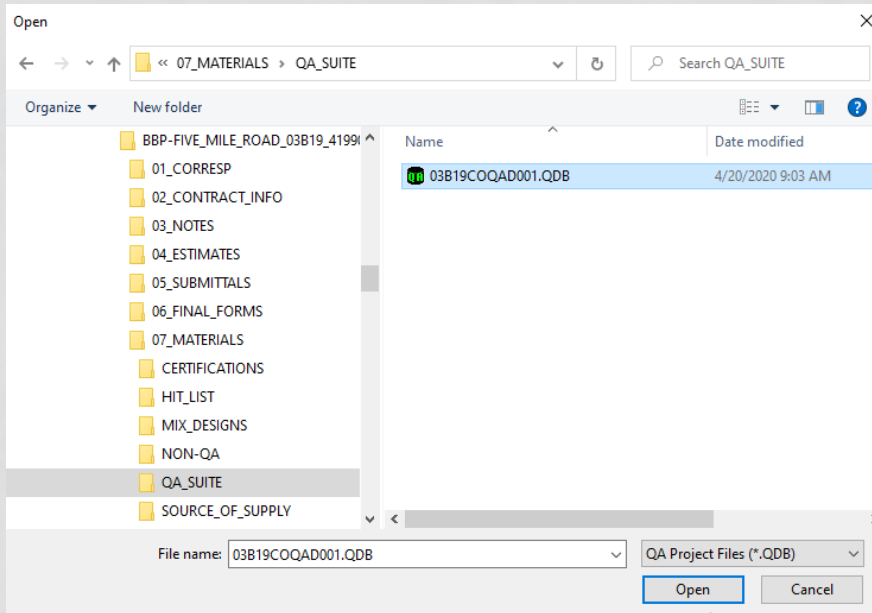 Open
« 07_MATERIALS › QA_SUITE
Search QA_SUITE
Organize
New folder
BBP-FIVE_MILE_ROAD_03B19_4199
01_CORRESP
02_CONTRACT_INFO
03_NOTES
04_ESTIMATES
05_SUBMITTALS
06_FINAL_FORMS
07_MATERIALS
CERTIFICATIONS
HIT_LIST
MIX_DESIGNS
NON-QA
QA_SUITE
SOURCE_OF_SUPPLY
Name
Date modified
QA 03B19COQAD001.QDB
4/20/2020 9:03 AM
File name: 03B19COQAD001.QDB
QA Project Files (*.QDB)
Open
Cancel